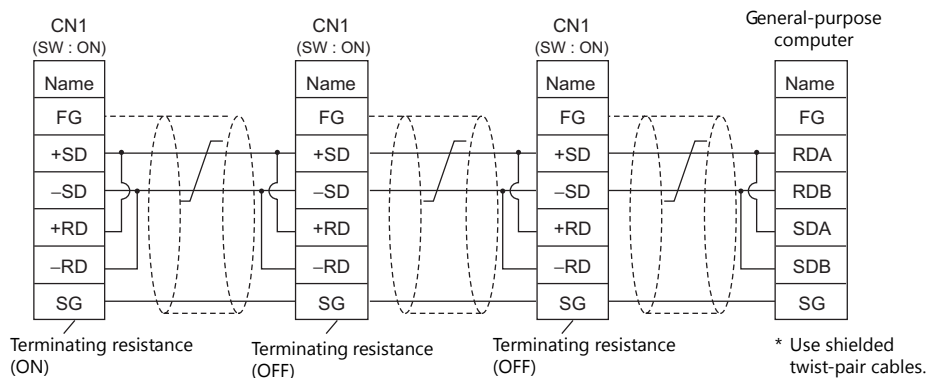 CN1
(SW : ON)
Name
FG
+SD
–SD
+RD
–RD
SG
Terminating resistance
(ON)
CN1
(SW : ON)
Name
FG
+SD
–SD
+RD
–RD
SG
Terminating resistance
(OFF)
CN1
(SW : ON)
Name
FG
+SD
–SD
+RD
–RD
SG
Terminating resistance
(OFF)
General-purpose
computer
Name
FG
RDA
RDB
SDA
SDB
SG
* Use shielded
twist-pair cables.